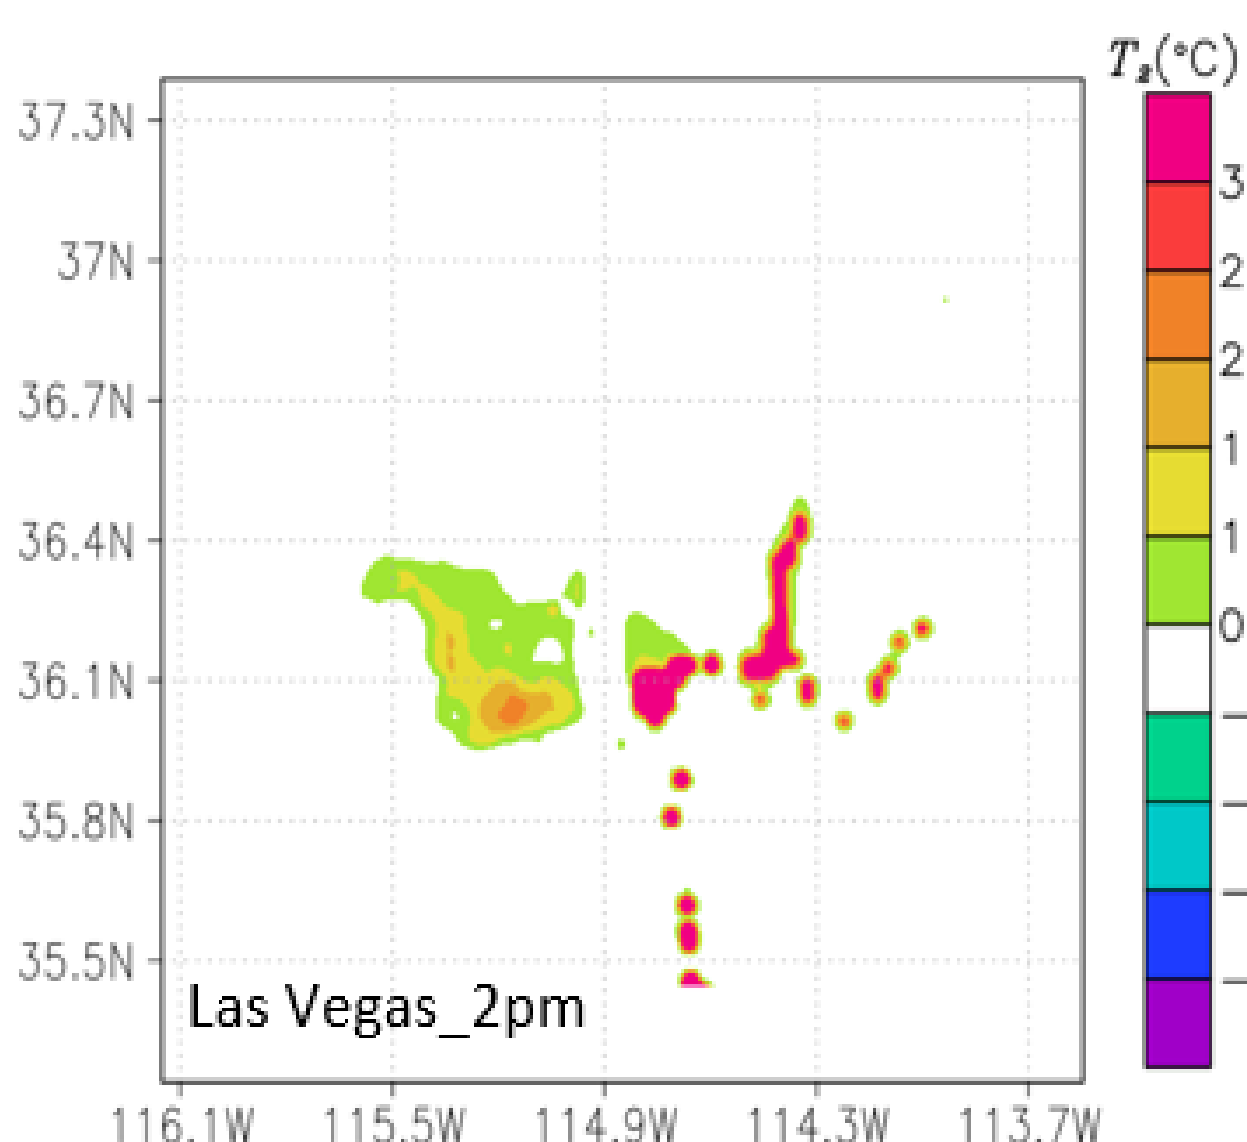 T₂(°C)
37.3N
3
37N
2
2
36.7N
1
1
36.4N
0
36.1N
35.8N
35.5N
Las Vegas_2pm
116.1W 115.5W 114.9W 114.3W 113.7W